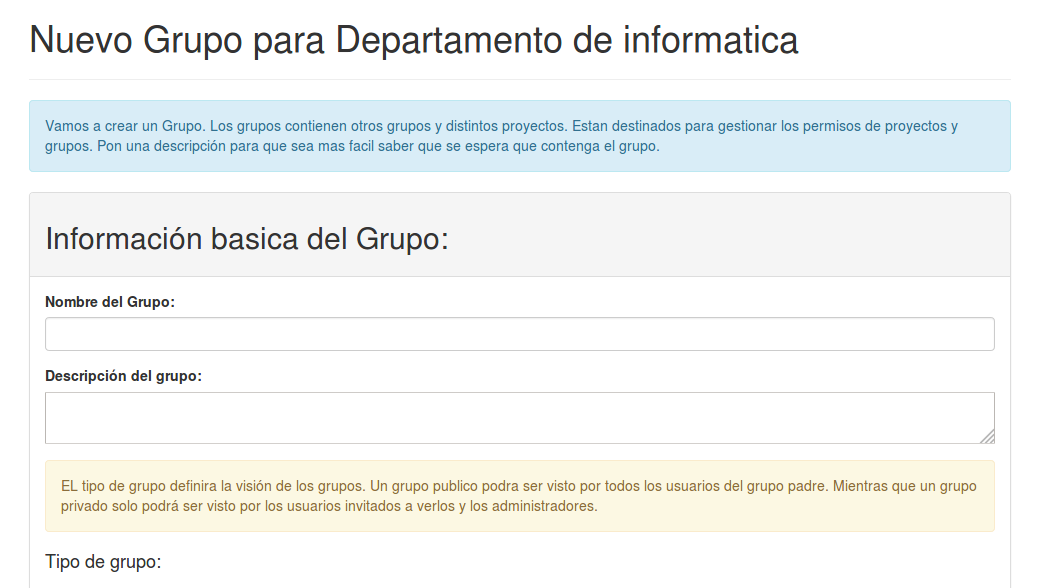 Nuevo Grupo para Departamento de informatica
Vamos a crear un Grupo. Los grupos contienen otros grupos y distintos proyectos. Estan destinados para gestionar los permisos de proyectos y
grupos. Pon una descripción para que sea mas facil saber que se espera que contenga el grupo.
Información basica del Grupo:
Nombre del Grupo:
Descripción del grupo:
EL tipo de grupo definira la visión de los grupos. Un grupo publico podra ser visto por todos los usuarios del grupo padre. Mientras que un grupo
privado solo podrá ser visto por los usuarios invitados a verlos y los administradores.
Tipo de grupo: